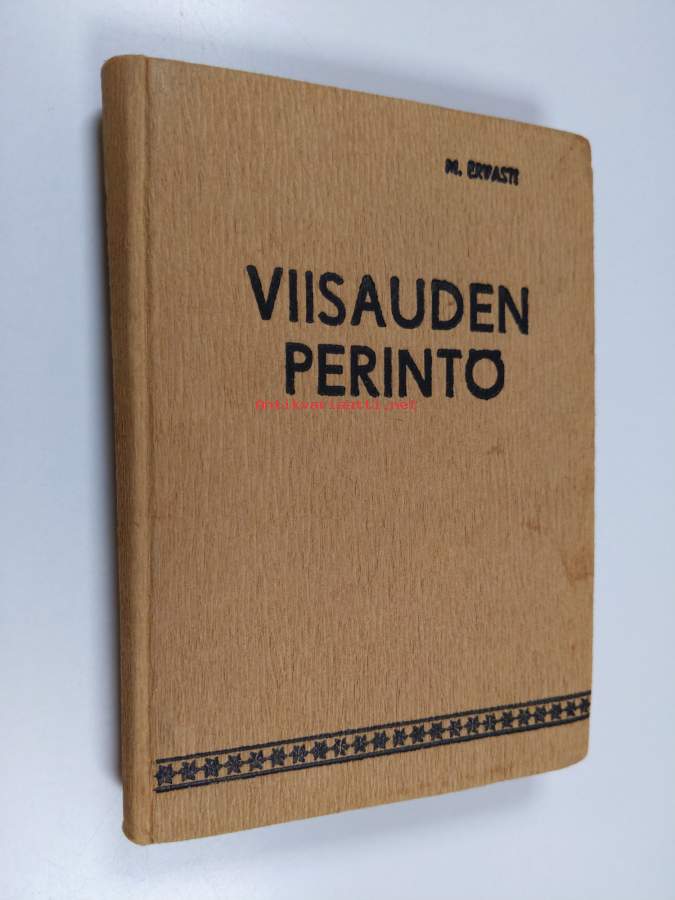 M. ERVASTI
VIISAUDEN
PERINTÖ
antikvariaatti.net